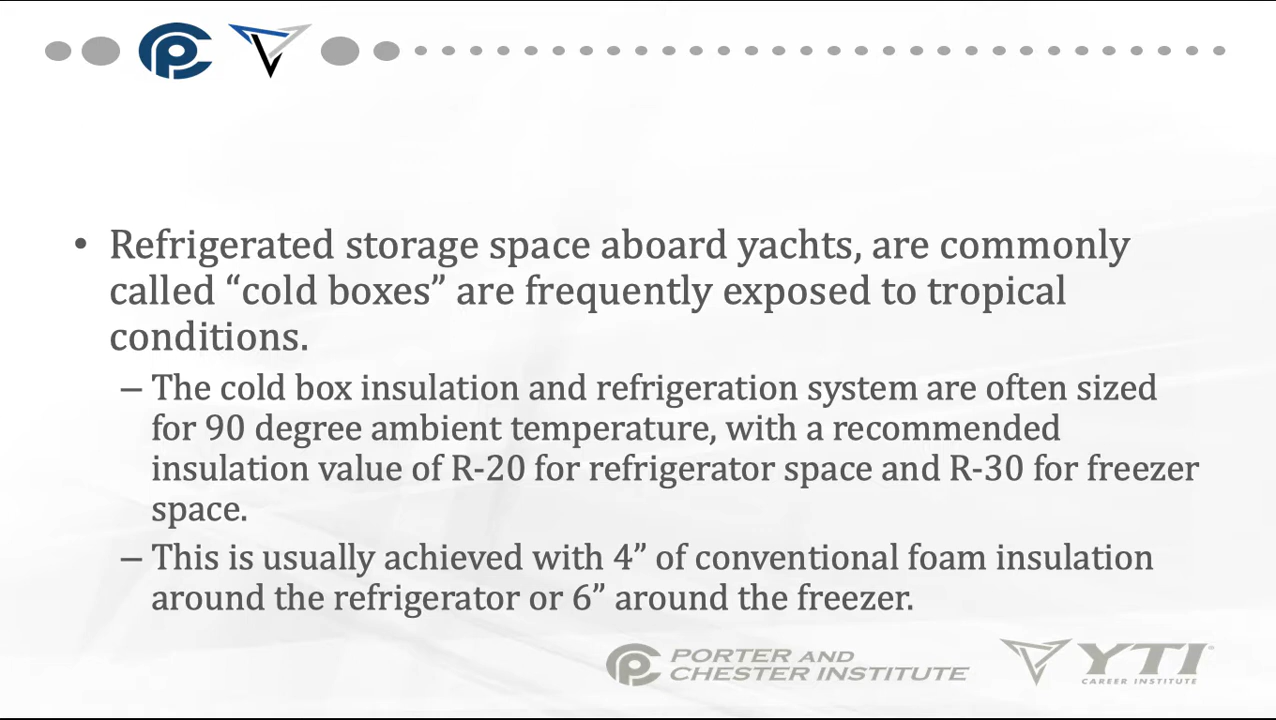 • Refrigerated storage space aboard yachts, are commonly
called “cold boxes” are frequently exposed to tropical
conditions.
– The cold box insulation and refrigeration system are often sized
for 90 degree ambient temperature, with a recommended
insulation value of R-20 for refrigerator space and R-30 for freezer
space.
– This is usually achieved with 4” of conventional foam insulation
around the refrigerator or 6” around the freezer.
PORTER AND
CHESTER INSTITUTE
YTI
CAREER INSTITUTE